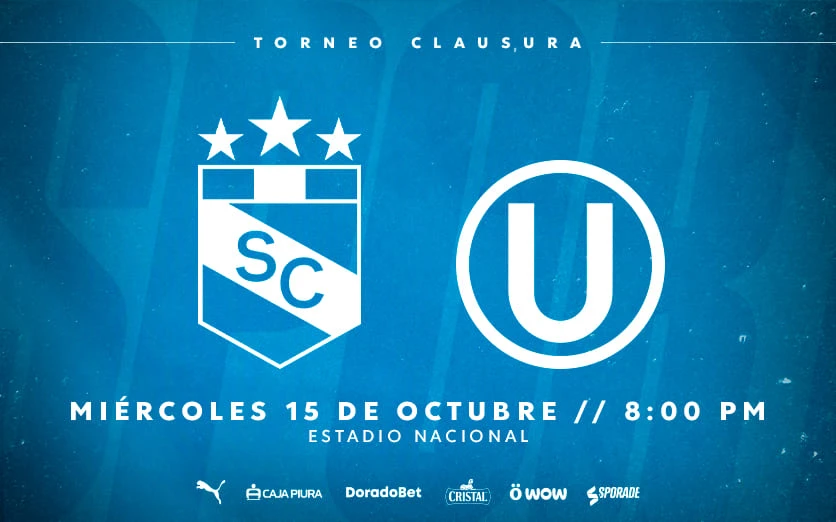 TORNEO CLAUSURA
SC
U
MIÉRCOLES 15 DE OCTUBRE // 8:00 PM
ESTADIO NACIONAL
CAJA PIURA DoradoBet CRISTAL WOW SPORADE